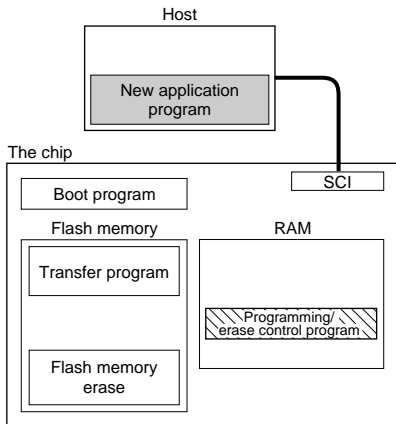 Host
New application
program
The chip
SCI
Boot program
Flash memory
RAM
Transfer program
Programming/
erase control program
Flash memory
erase